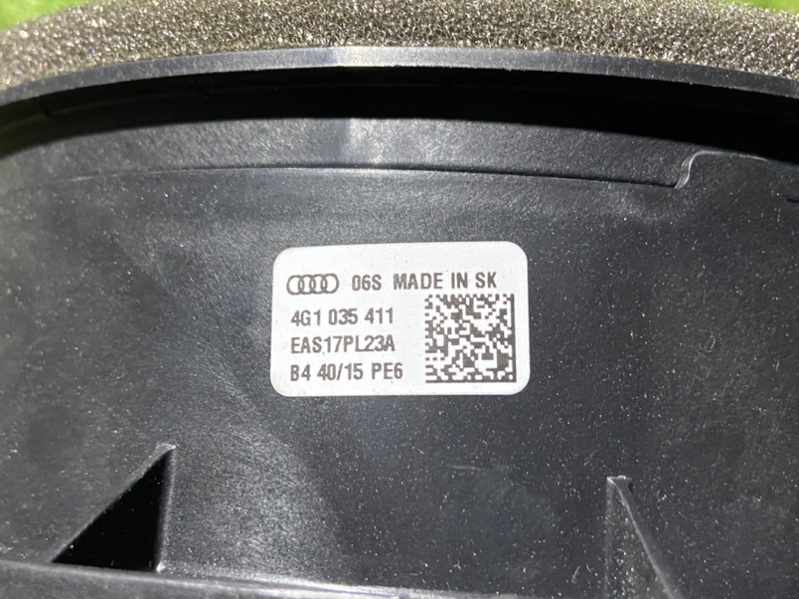 06S MADE IN SK
4G1 035 411
EAS17PL23A
B4 40/15 PE6